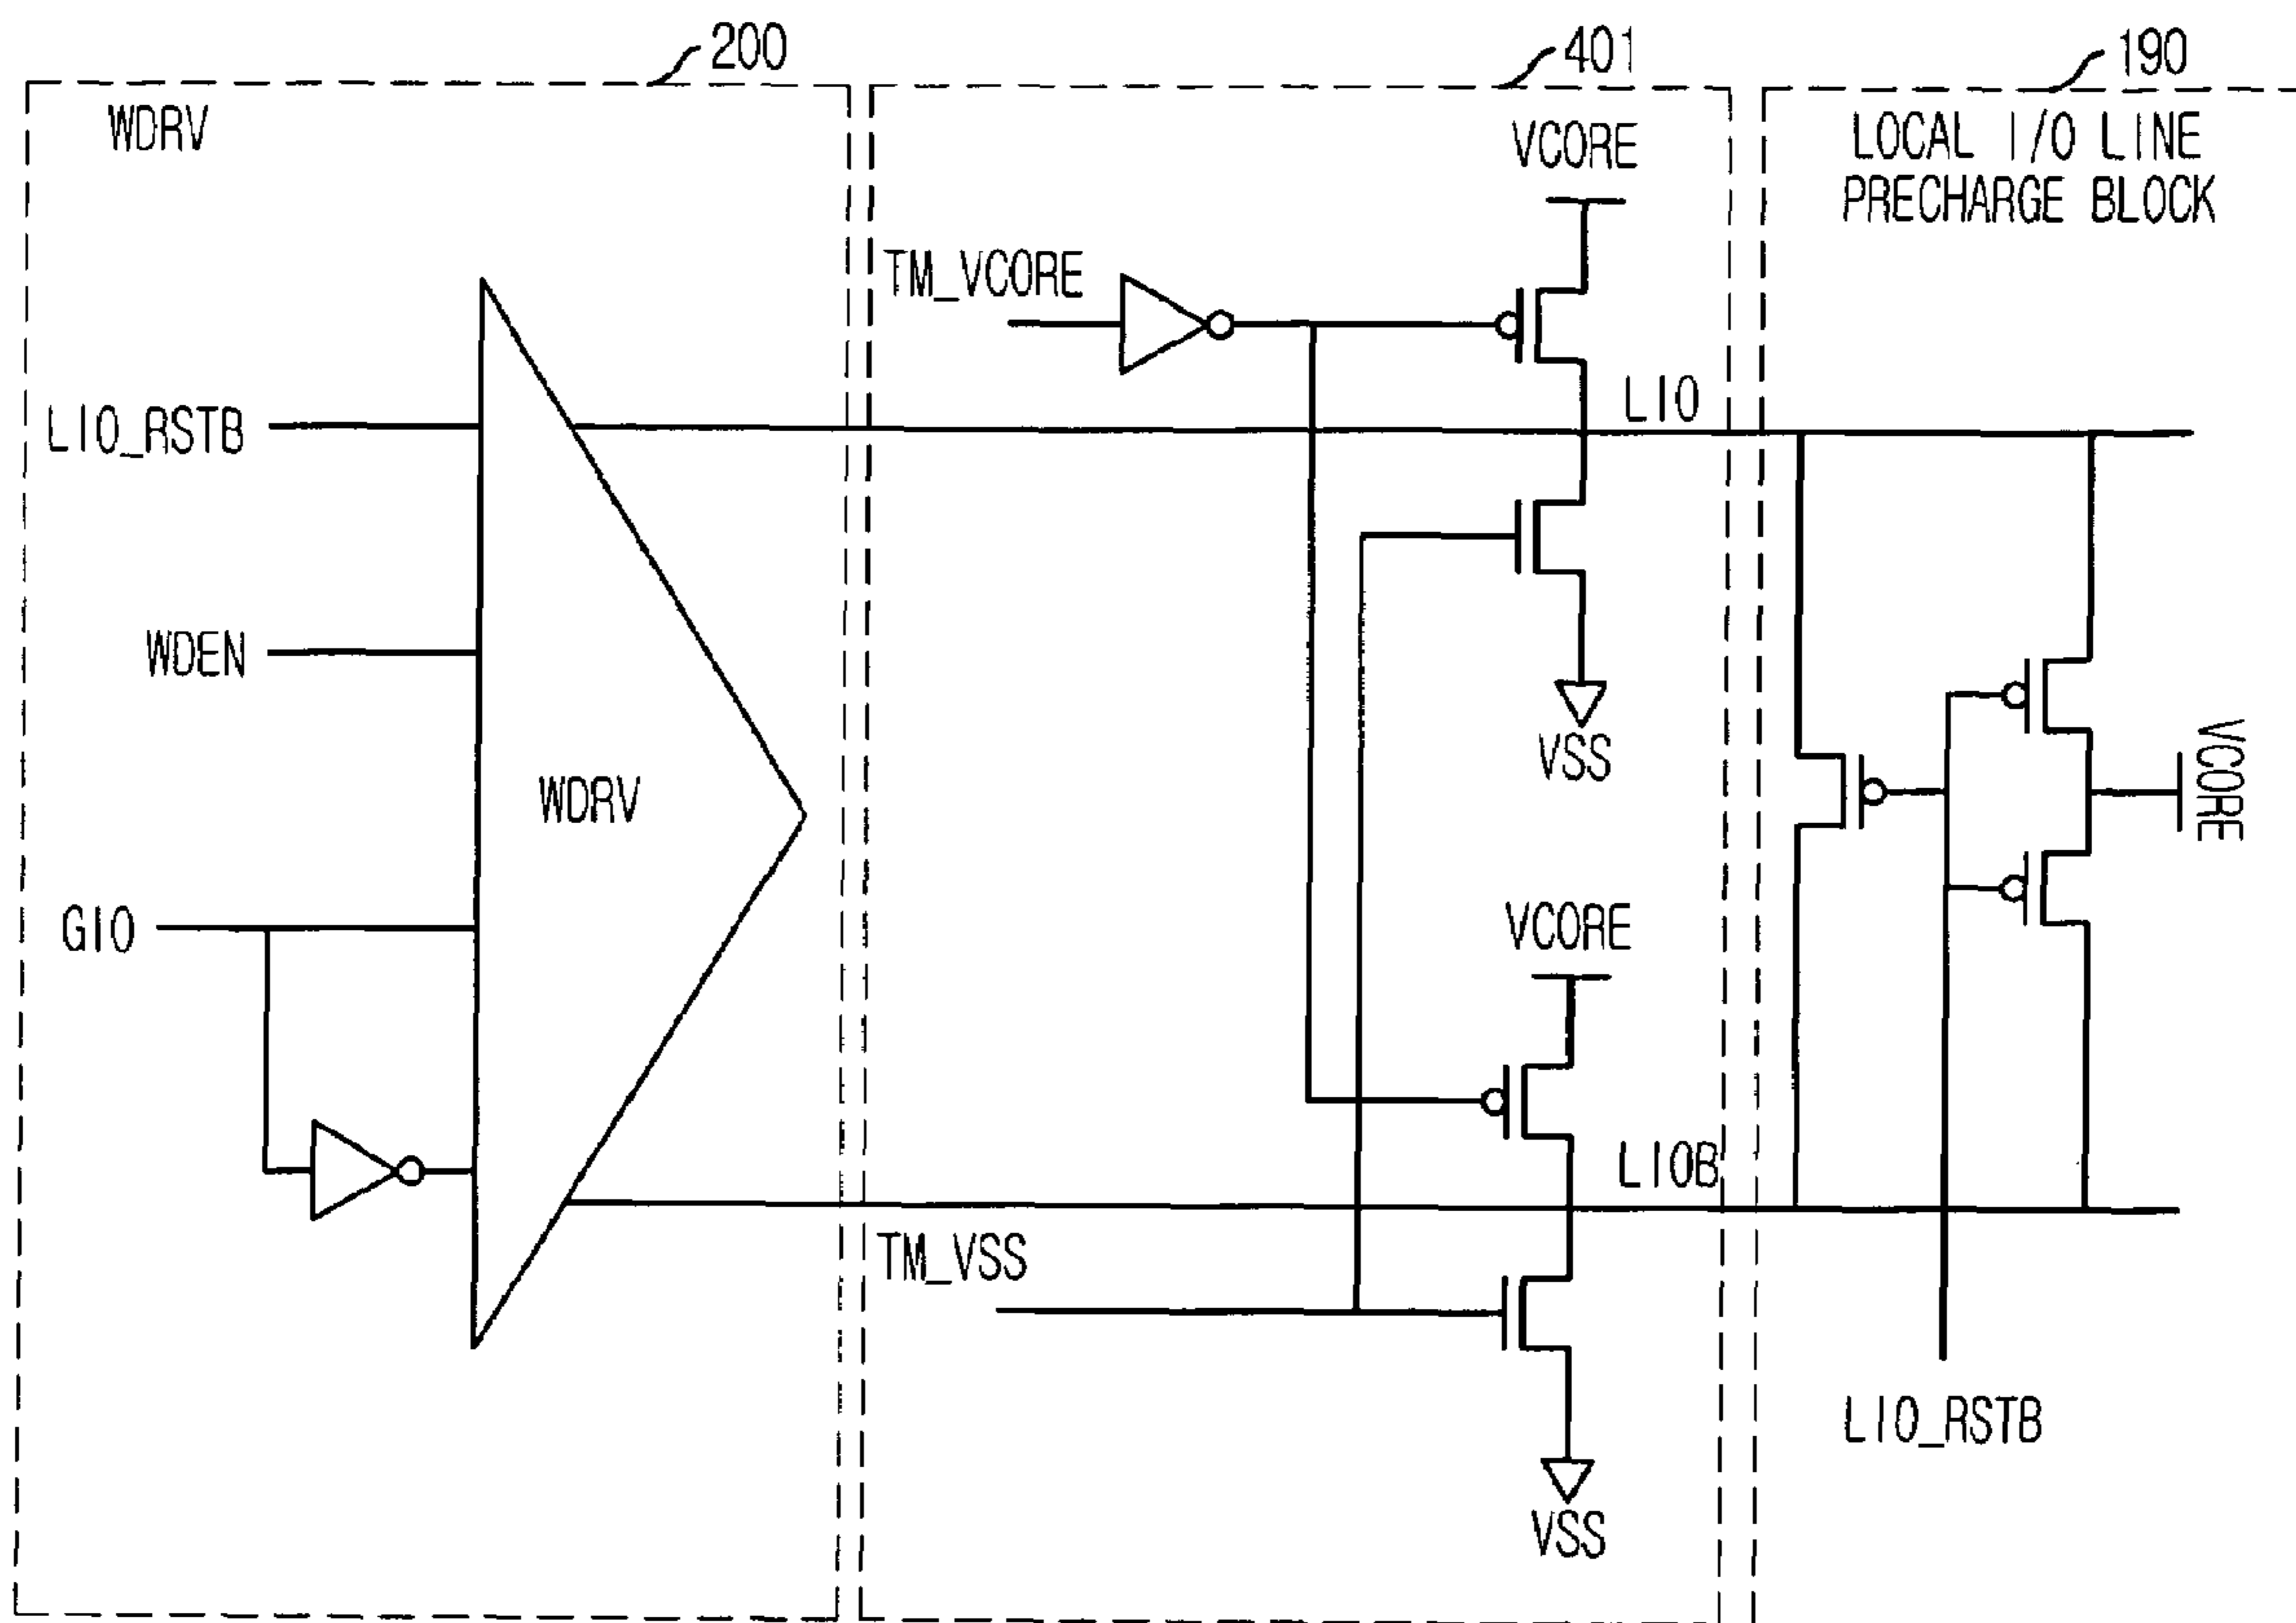 200
401
190
WDRV
LOCAL I/O LINE
PRECHARGE BLOCK
VCORE
TM_VCORE
LIO
LIO_RSTB
WDEN
WDRV
VSS
VCORE
GIO
VCORE
LIOB
TM_VSS
LIO_RSTB
VSS